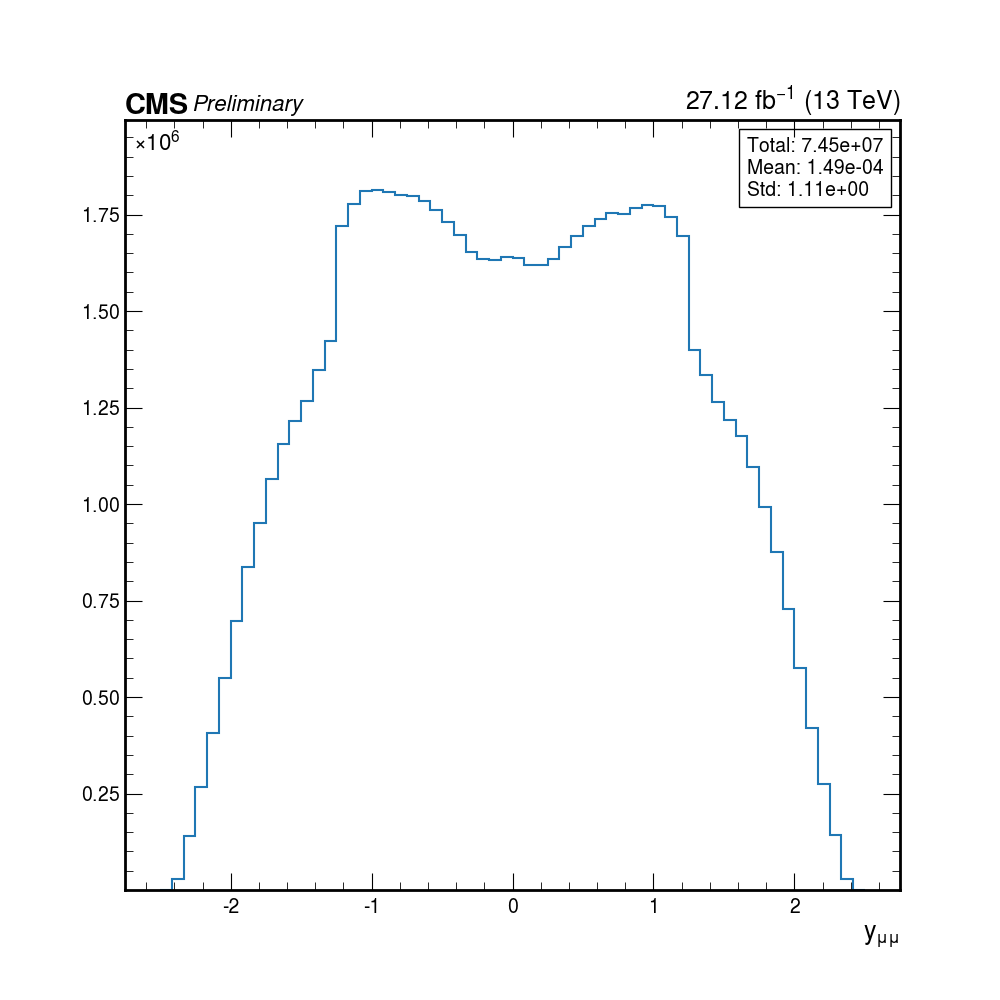 CMS Preliminary 27.12 fb⁻¹ (13 TeV)
×10⁶
Total: 7.45e+07
Mean: 1.49e-04
Std: 1.11e+00
1.75
1.50
1.25
1.00
0.75
0.50
0.25
-2 -1 0 1 2
y_μμ